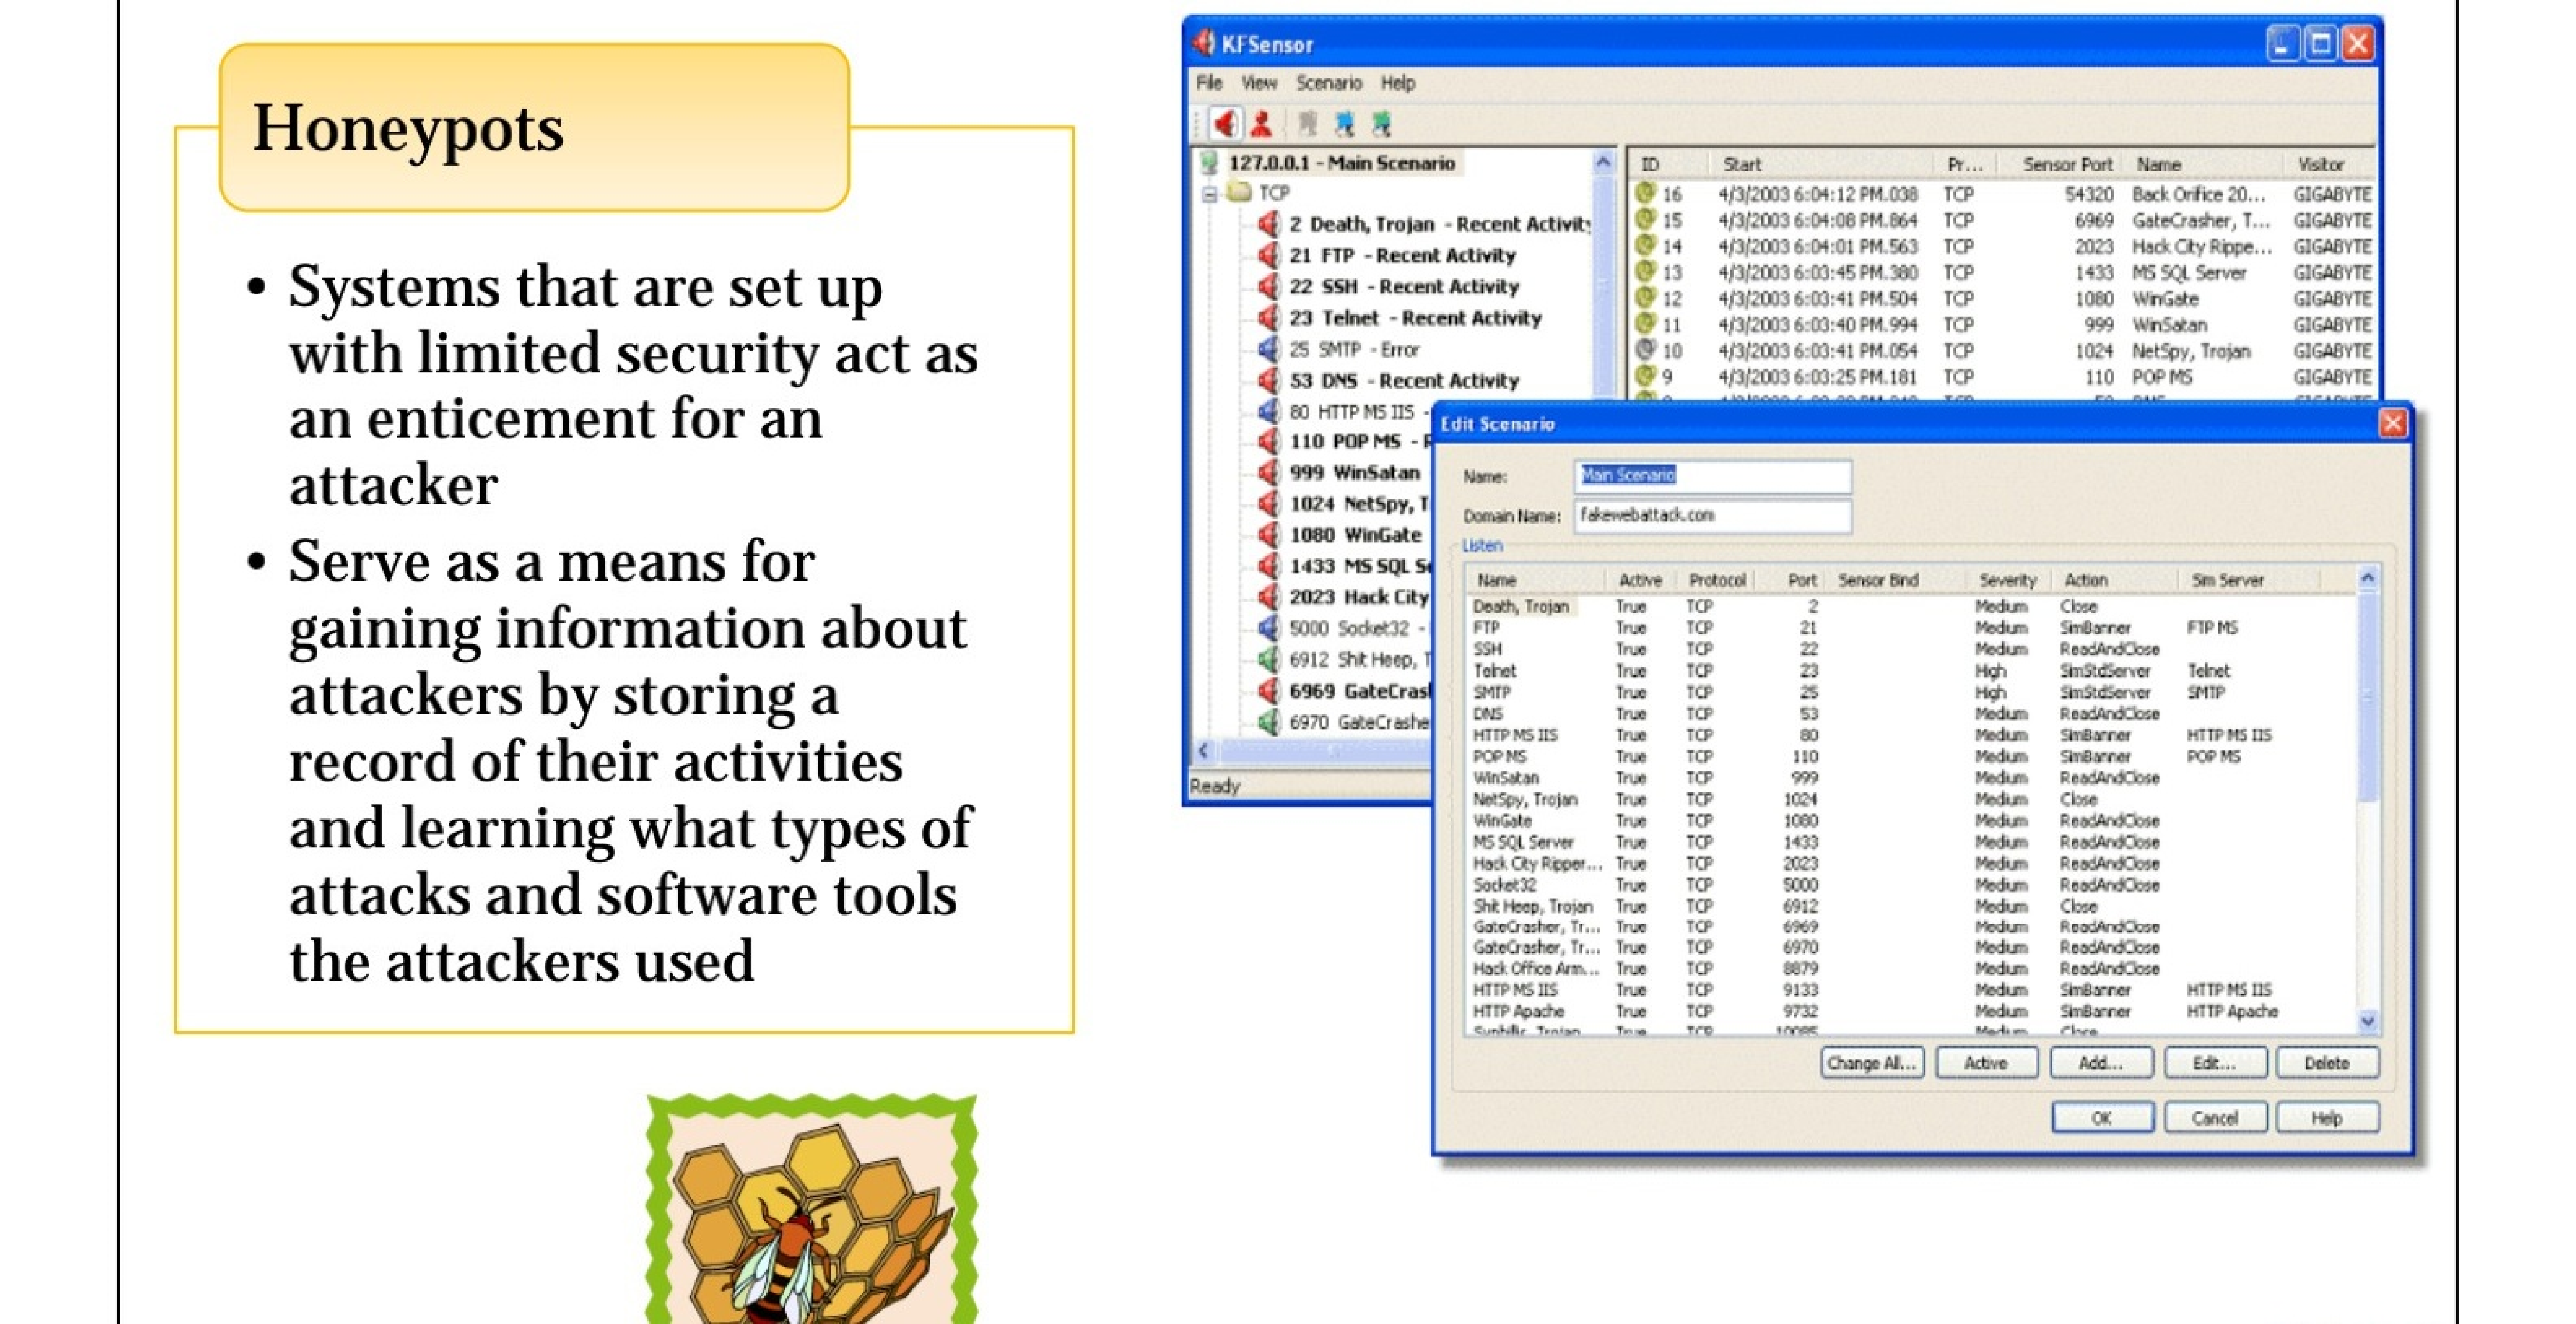 Honeypots
• Systems that are set up
with limited security act as
an enticement for an
attacker
• Serve as a means for
gaining information about
attackers by storing a
record of their activities
and learning what types of
attacks and software tools
the attackers used
KFSensor
File View Scenario Help
127.0.0.1 - Main Scenario
TCP
2 Death, Trojan - Recent Activity
21 FTP - Recent Activity
22 SSH - Recent Activity
23 Telnet - Recent Activity
25 SMTP - Error
53 DNS - Recent Activity
80 HTTP MS IIS -
110 POP MS - R
999 WinSatan
1024 NetSpy, T
1080 WinGate
1433 MS SQL Se
2023 Hack City
5000 Socket32 -
6912 Shit Heep, T
6969 GateCrash
6970 GateCrashe
Ready
ID Start Pr... Sensor Port Name Visitor
16 4/3/2003 6:04:12 PM.038 TCP 54320 Back Orifice 20... GIGABYTE
15 4/3/2003 6:04:08 PM.864 TCP 6969 GateCrasher, T... GIGABYTE
14 4/3/2003 6:04:01 PM.563 TCP 2023 Hack City Rippe... GIGABYTE
13 4/3/2003 6:03:45 PM.380 TCP 1433 MS SQL Server GIGABYTE
12 4/3/2003 6:03:41 PM.504 TCP 1080 WinGate GIGABYTE
11 4/3/2003 6:03:40 PM.994 TCP 999 WinSatan GIGABYTE
10 4/3/2003 6:03:41 PM.054 TCP 1024 NetSpy, Trojan GIGABYTE
9 4/3/2003 6:03:25 PM.181 TCP 110 POP MS GIGABYTE
Edit Scenario
Name: Main Scenario
Domain Name: fakewebattack.com
Listen
Name Active Protocol Port Sensor Bind Severity Action Sim Server
Death, Trojan True TCP 2 Medium Close
FTP True TCP 21 Medium SimBanner FTP MS
SSH True TCP 22 Medium ReadAndClose
Telnet True TCP 23 High SimStdServer Telnet
SMTP True TCP 25 High SimStdServer SMTP
DNS True TCP 53 Medium ReadAndClose
HTTP MS IIS True TCP 80 Medium SimBanner HTTP MS IIS
POP MS True TCP 110 Medium SimBanner POP MS
WinSatan True TCP 999 Medium ReadAndClose
NetSpy, Trojan True TCP 1024 Medium Close
WinGate True TCP 1080 Medium ReadAndClose
MS SQL Server True TCP 1433 Medium ReadAndClose
Hack City Ripper... True TCP 2023 Medium ReadAndClose
Socket32 True TCP 5000 Medium ReadAndClose
Shit Heep, Trojan True TCP 6912 Medium Close
GateCrasher, Tr... True TCP 6969 Medium ReadAndClose
GateCrasher, Tr... True TCP 6970 Medium ReadAndClose
Hack Office Arm... True TCP 8879 Medium ReadAndClose
HTTP MS IIS True TCP 9133 Medium SimBanner HTTP MS IIS
HTTP Apache True TCP 9732 Medium SimBanner HTTP Apache
Change All... Active Add... Edit... Delete
OK Cancel Help